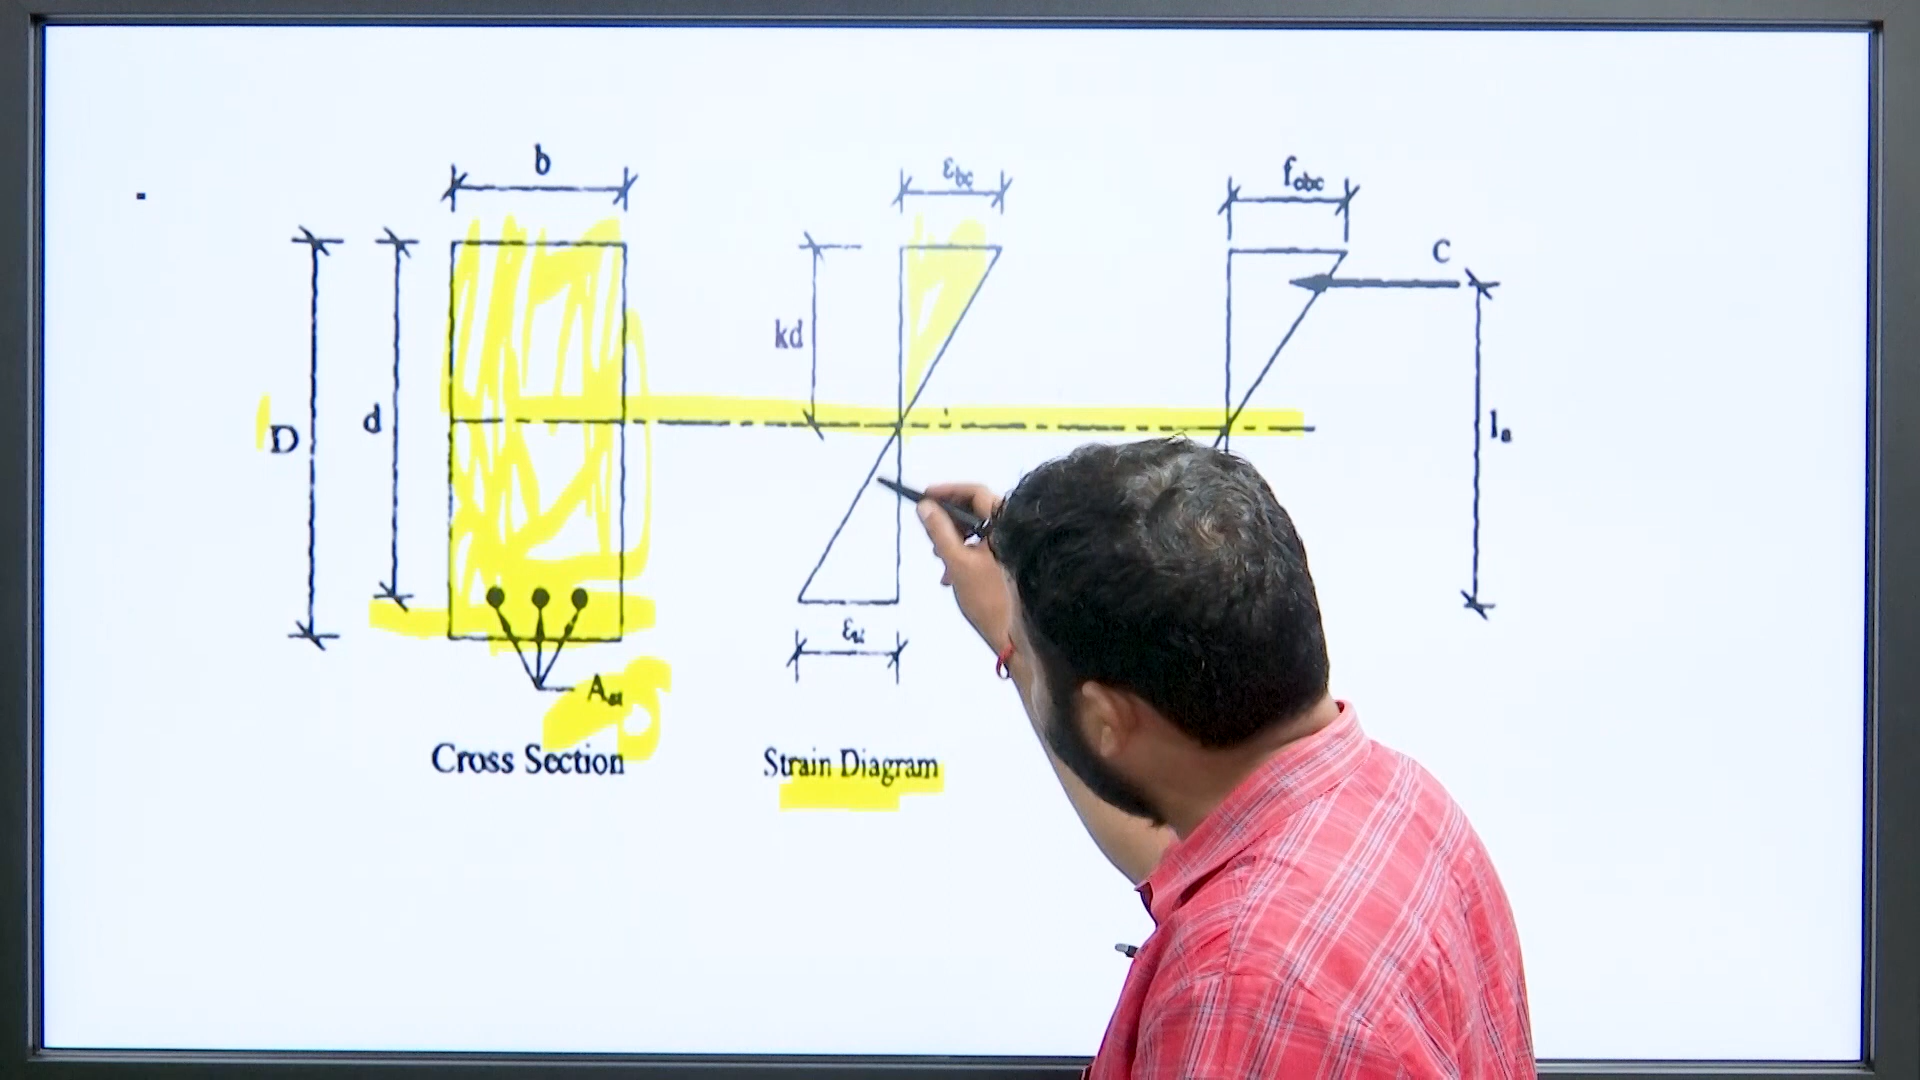 b
εbc
fcbc
C
kd
D
d
la
εst
Ast
Cross Section
Strain Diagram